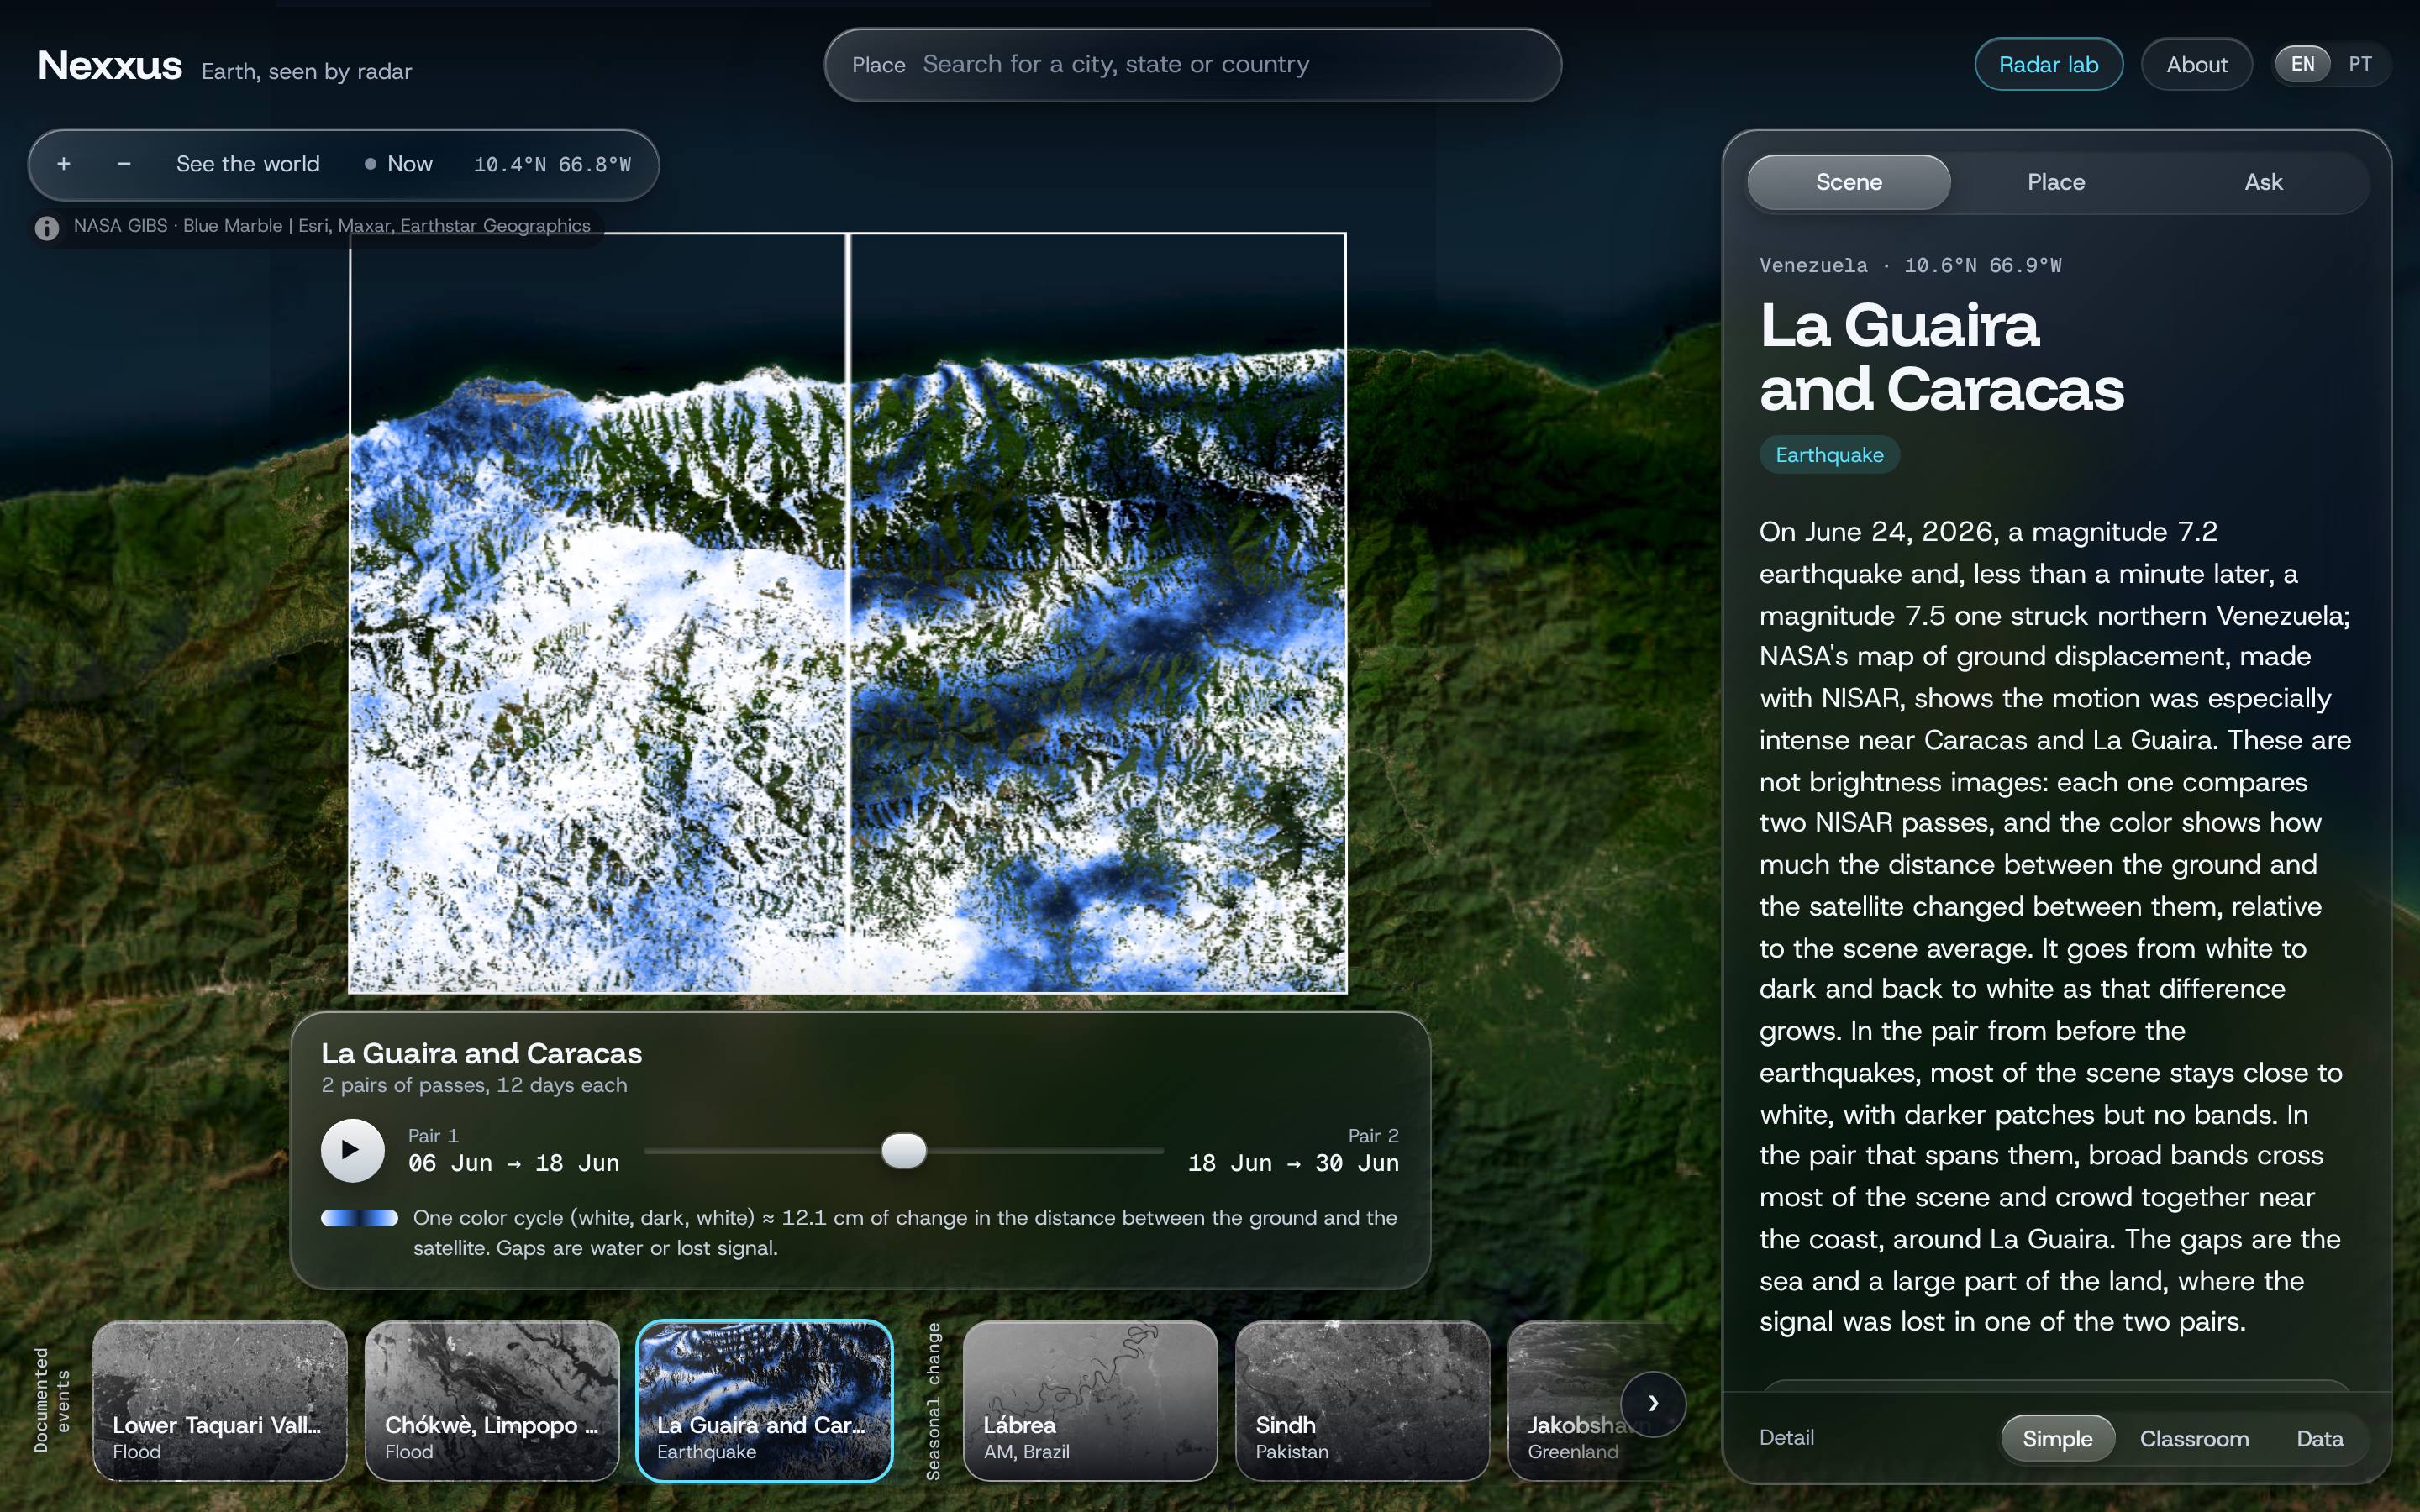 Nexxus
Earth, seen by radar
Place
Search for a city, state or country
Radar lab
About
EN
PT
+
−
See the world
Now
10.4°N 66.8°W
NASA GIBS · Blue Marble | Esri, Maxar, Earthstar Geographics
Scene
Place
Ask
Venezuela · 10.6°N 66.9°W
La Guaira
and Caracas
Earthquake
On June 24, 2026, a magnitude 7.2
earthquake and, less than a minute later, a
magnitude 7.5 one struck northern Venezuela;
NASA's map of ground displacement, made
with NISAR, shows the motion was especially
intense near Caracas and La Guaira. These are
not brightness images: each one compares
two NISAR passes, and the color shows how
much the distance between the ground and
the satellite changed between them, relative
to the scene average. It goes from white to
dark and back to white as that difference
grows. In the pair from before the
earthquakes, most of the scene stays close to
white, with darker patches but no bands. In
the pair that spans them, broad bands cross
most of the scene and crowd together near
the coast, around La Guaira. The gaps are the
sea and a large part of the land, where the
signal was lost in one of the two pairs.
Detail
Simple
Classroom
Data
La Guaira and Caracas
2 pairs of passes, 12 days each
Pair 1
06 Jun → 18 Jun
Pair 2
18 Jun → 30 Jun
One color cycle (white, dark, white) ≈ 12.1 cm of change in the distance between the ground and the
satellite. Gaps are water or lost signal.
Documented
events
Lower Taquari Vall...
Flood
Chókwè, Limpopo ...
Flood
La Guaira and Car...
Earthquake
Seasonal change
Lábrea
AM, Brazil
Sindh
Pakistan
Jakobshavn
Greenland